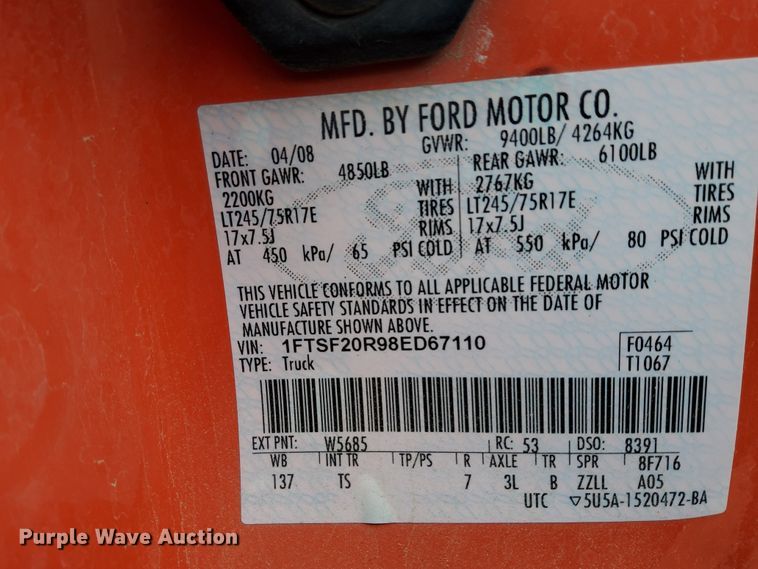 MFD. BY FORD MOTOR CO.
DATE: 04/08 GVWR: 9400LB/ 4264KG
FRONT GAWR: 4850LB REAR GAWR: 6100LB
2200KG WITH 2767KG WITH
LT245/75R17E TIRES LT245/75R17E TIRES
17x7.5J RIMS 17x7.5J RIMS
AT 450 kPa/ 65 PSI COLD AT 550 kPa/ 80 PSI COLD
THIS VEHICLE CONFORMS TO ALL APPLICABLE FEDERAL MOTOR
VEHICLE SAFETY STANDARDS IN EFFECT ON THE DATE OF
MANUFACTURE SHOWN ABOVE.
VIN: 1FTSF20R98ED67110 F0464
TYPE: Truck T1067
EXT PNT: W5685 RC: 53 DSO: 8391
WB INT TR TP/PS R AXLE TR SPR 8F716
137 TS 7 3L B ZZLL A05
UTC ▽5U5A-1520472-BA
Purple Wave Auction